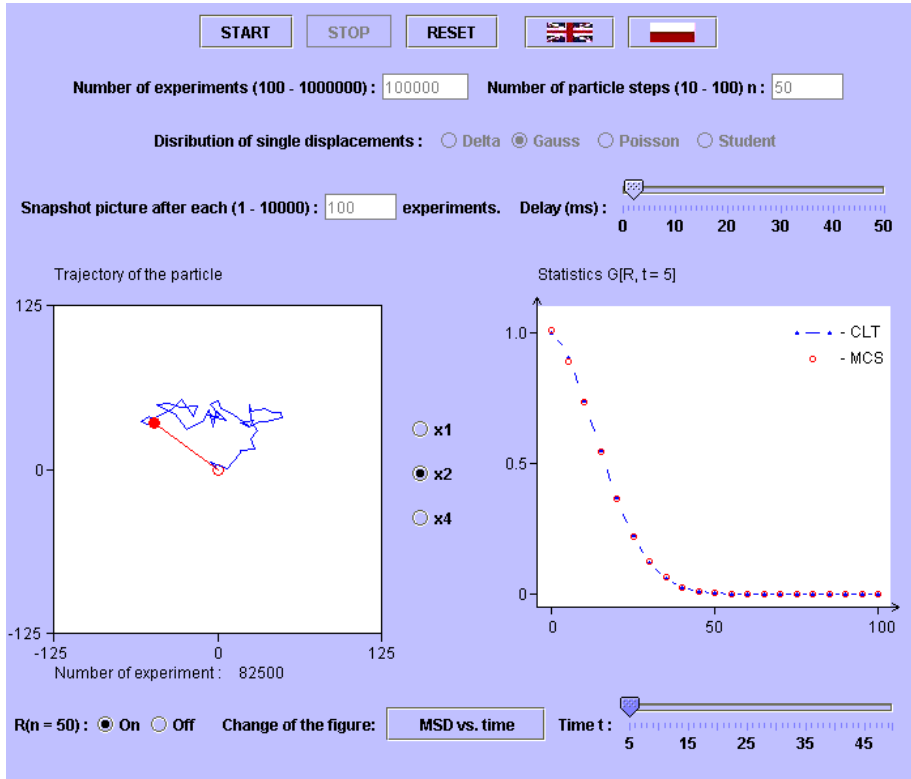 START STOP RESET
Number of experiments (100 - 1000000) : 100000 Number of particle steps (10 - 100) n : 50
Disribution of single displacements : Delta Gauss Poisson Student
Snapshot picture after each (1 - 10000) : 100 experiments. Delay (ms) :
0 10 20 30 40 50
Trajectory of the particle
125
0
-125
-125 0 125
Number of experiment : 82500
x1
x2
x4
Statistics G[R, t = 5]
1.0
0.5
0
0 50 100
- CLT
- MCS
R(n = 50) : On Off Change of the figure: MSD vs. time Time t :
5 15 25 35 45